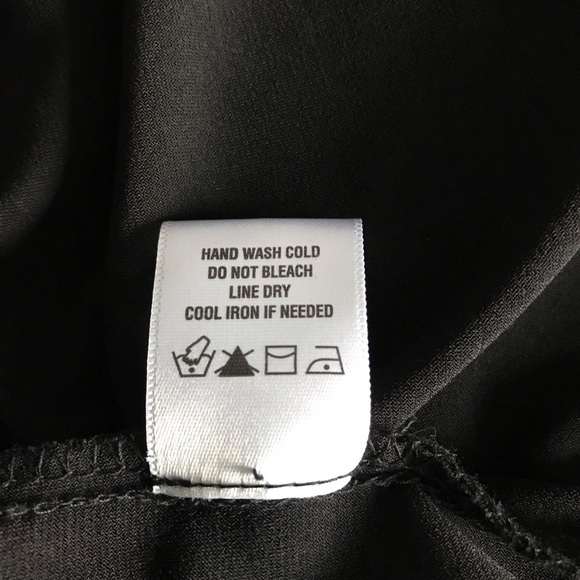 HAND WASH COLD
DO NOT BLEACH
LINE DRY
COOL IRON IF NEEDED